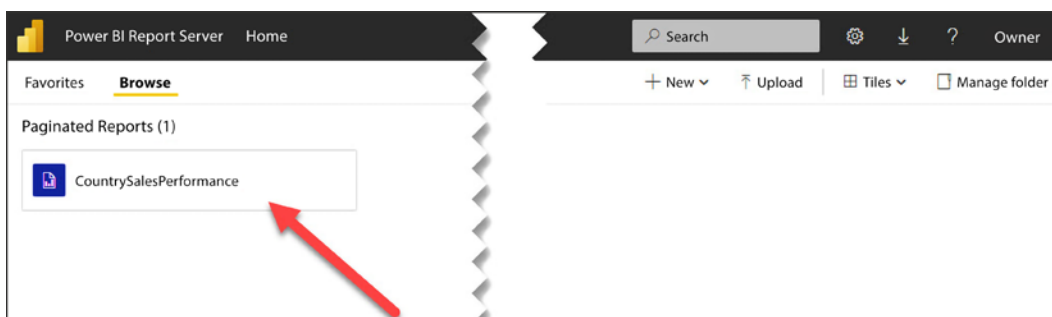 Power BI Report Server Home Search ? Owner
Favorites Browse New Upload Tiles Manage folder
Paginated Reports (1)
CountrySalesPerformance